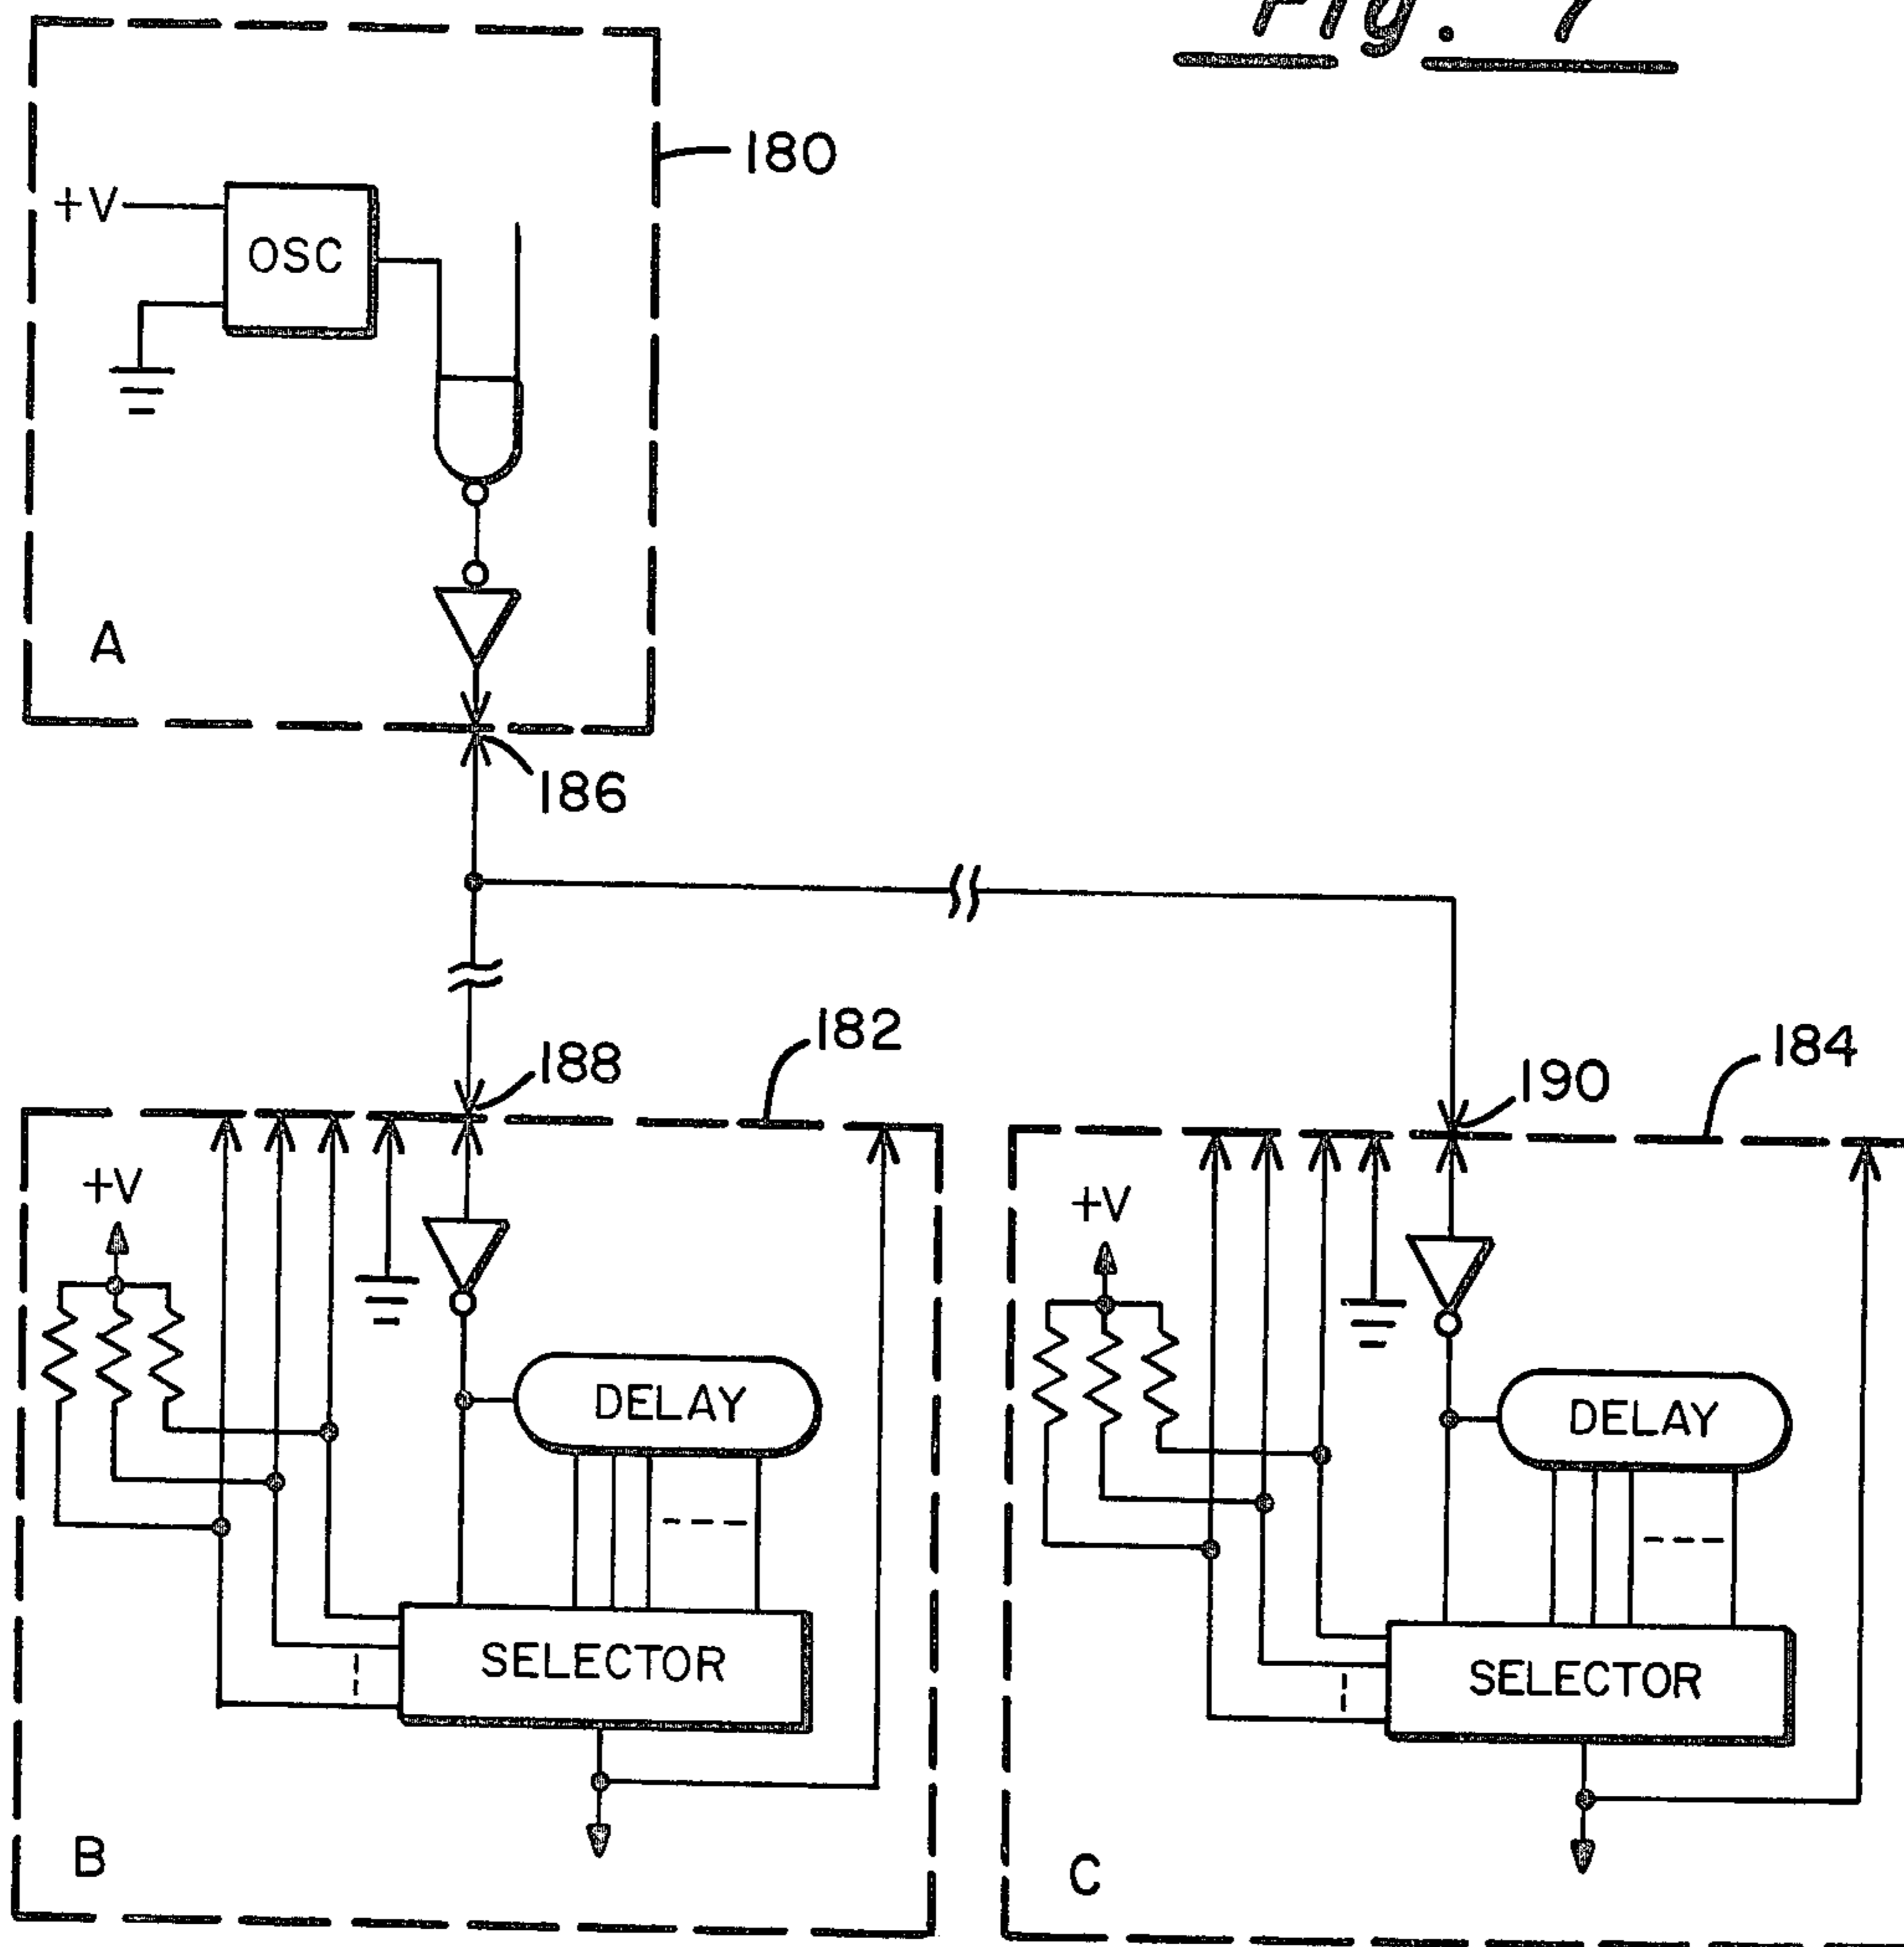 Fig. 7
180
+V
OSC
A
186
182
188
184
190
+V
+V
DELAY
DELAY
SELECTOR
SELECTOR
B
C